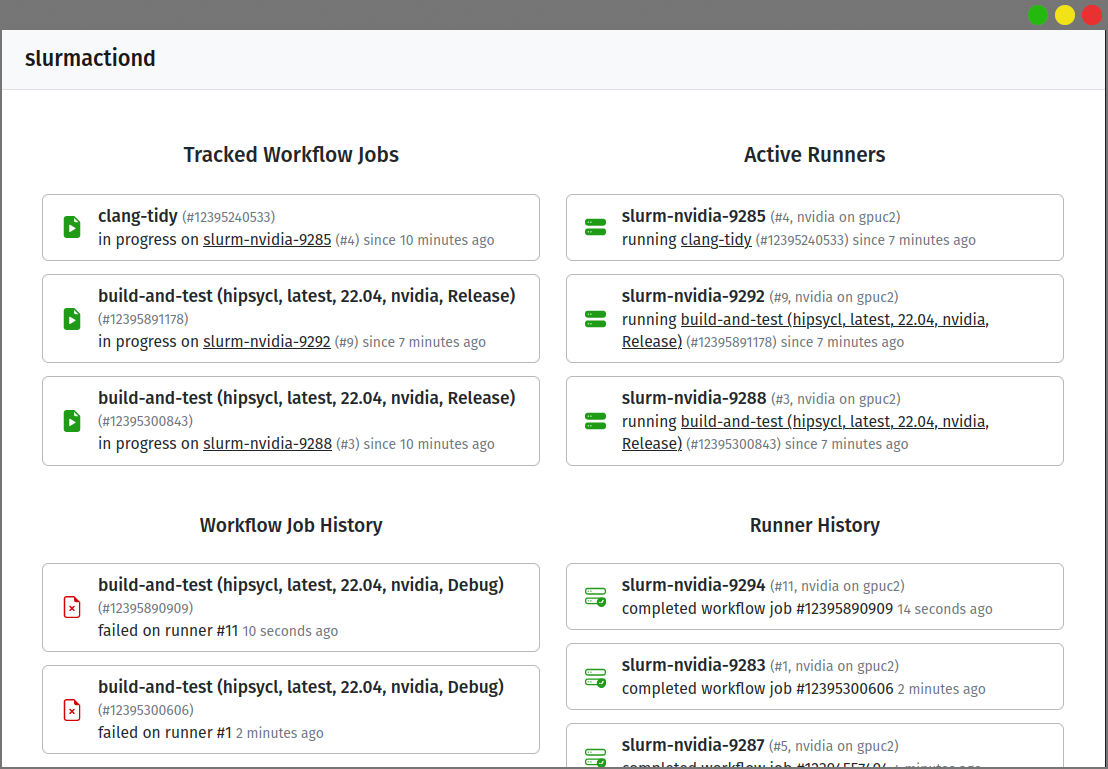 slurmactiond
Tracked Workflow Jobs
clang-tidy (#12395240533)
in progress on slurm-nvidia-9285 (#4) since 10 minutes ago
build-and-test (hipsycl, latest, 22.04, nvidia, Release)
(#12395891178)
in progress on slurm-nvidia-9292 (#9) since 7 minutes ago
build-and-test (hipsycl, latest, 22.04, nvidia, Release)
(#12395300843)
in progress on slurm-nvidia-9288 (#3) since 10 minutes ago
Active Runners
slurm-nvidia-9285 (#4, nvidia on gpuc2)
running clang-tidy (#12395240533) since 7 minutes ago
slurm-nvidia-9292 (#9, nvidia on gpuc2)
running build-and-test (hipsycl, latest, 22.04, nvidia,
Release) (#12395891178) since 7 minutes ago
slurm-nvidia-9288 (#3, nvidia on gpuc2)
running build-and-test (hipsycl, latest, 22.04, nvidia,
Release) (#12395300843) since 7 minutes ago
Workflow Job History
build-and-test (hipsycl, latest, 22.04, nvidia, Debug)
(#12395890909)
failed on runner #11 10 seconds ago
build-and-test (hipsycl, latest, 22.04, nvidia, Debug)
(#12395300606)
failed on runner #1 2 minutes ago
Runner History
slurm-nvidia-9294 (#11, nvidia on gpuc2)
completed workflow job #12395890909 14 seconds ago
slurm-nvidia-9283 (#1, nvidia on gpuc2)
completed workflow job #12395300606 2 minutes ago
slurm-nvidia-9287 (#5, nvidia on gpuc2)
completed workflow job